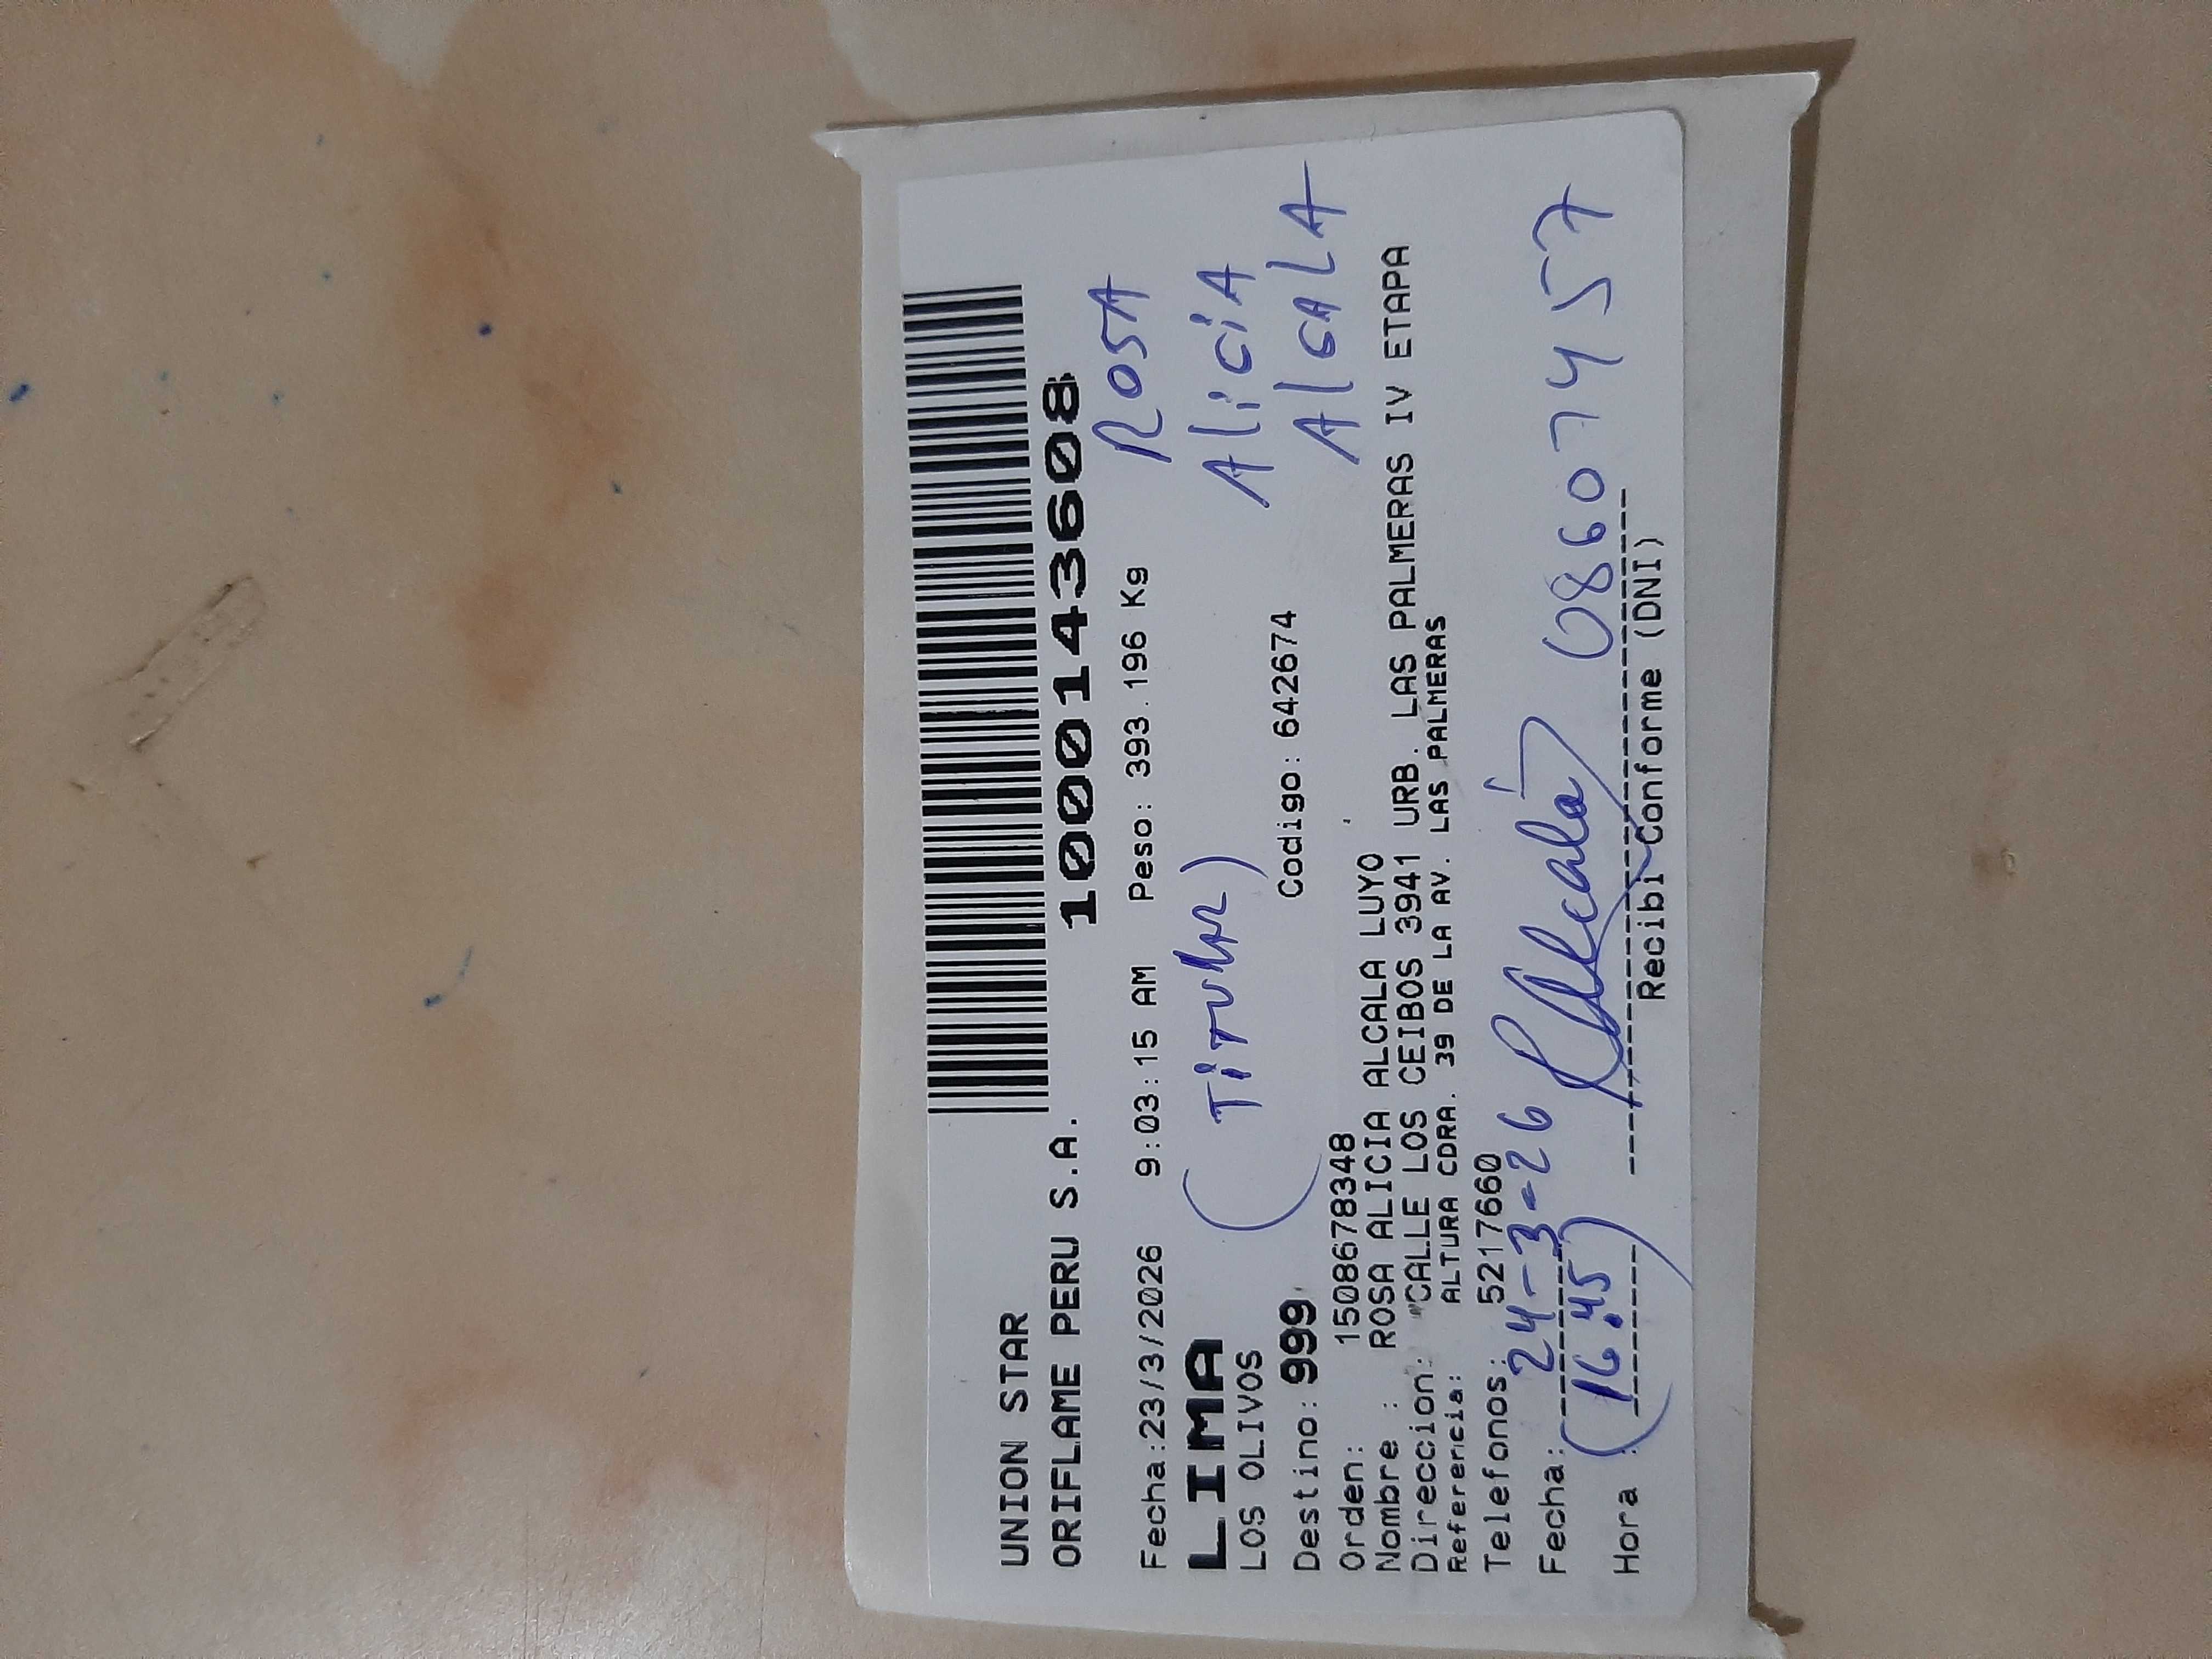 UNION STAR
ORIFLAME PERU S.A.
1000143608
Fecha:23/3/2026 9:03:15 AM Peso: 393.196 Kg
ROSA
LIMA
(TITULAR)
Alicia
LOS OLIVOS
Destino: 999 Codigo: 642674
AlcalA
Orden: 1508678348
Nombre : ROSA ALICIA ALCALA LUYO
Direccion: CALLE LOS CEIBOS 3941 URB. LAS PALMERAS IV ETAPA
Referencia: ALTURA CDRA. 39 DE LA AV. LAS PALMERAS
Telefonos: 5217660
Fecha: 24-3-26 RAlcalá 08607457
Hora : (16:45)
Recibi Conforme (DNI)